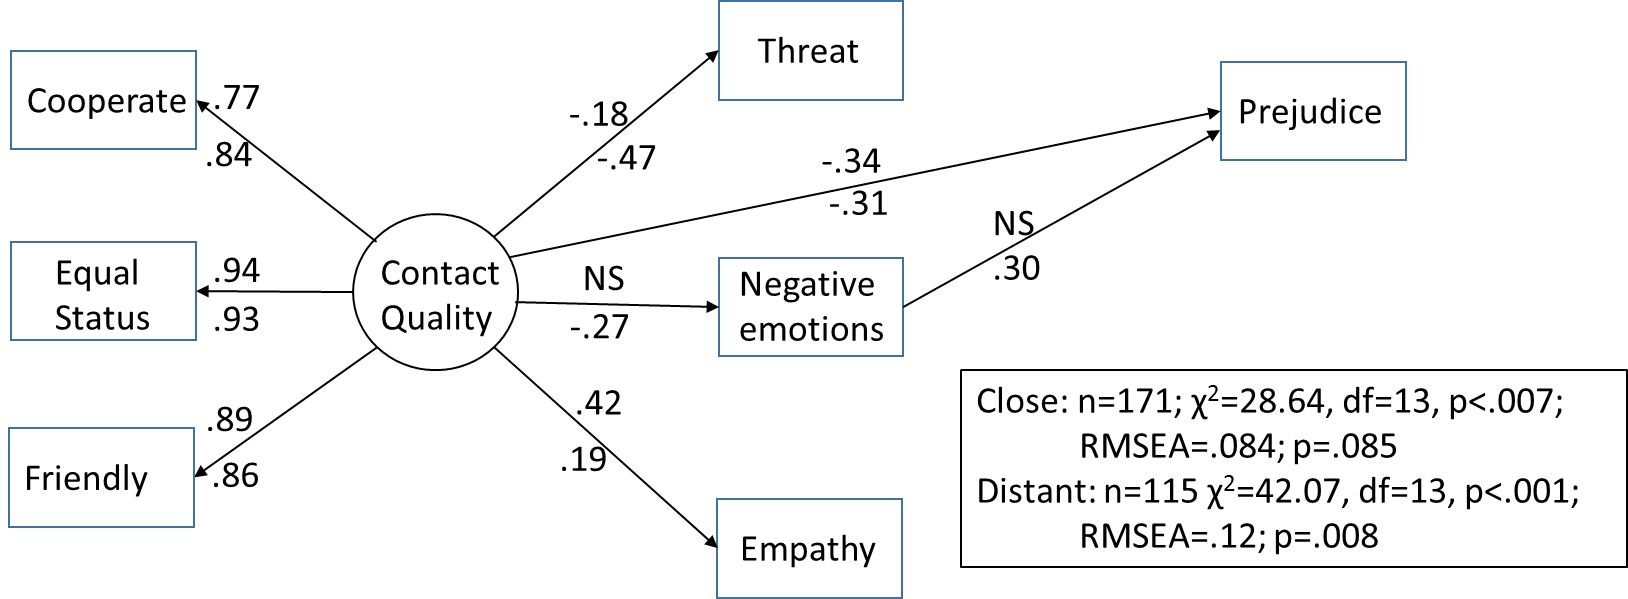 Threat
Cooperate
.77
.84
-.18
-.47
Prejudice
-.34
-.31
Equal
Status
.94
.93
Contact
Quality
NS
-.27
Negative
emotions
NS
.30
Friendly
.89
.86
.42
.19
Empathy
Close: n=171; χ²=28.64, df=13, p<.007;
RMSEA=.084; p=.085
Distant: n=115 χ²=42.07, df=13, p<.001;
RMSEA=.12; p=.008